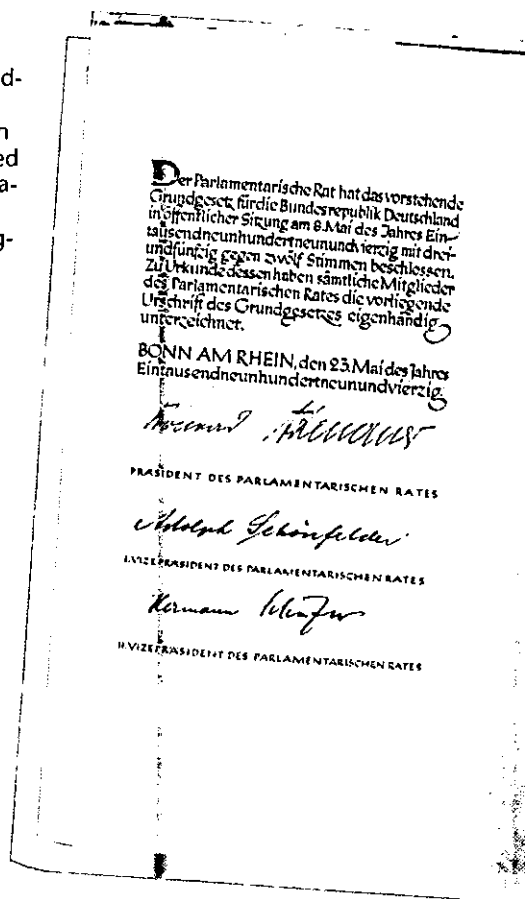 d-
n
ed
a-
g-
Der Parlamentarische Rat hat das vorstehende
Grundgesetz für die Bundesrepublik Deutschland
in öffentlicher Sitzung am 8. Mai des Jahres Ein-
tausendneunhundertneunundvierzig mit drei-
undfünfzig gegen zwölf Stimmen beschlossen.
Zu Urkunde dessen haben sämtliche Mitglieder
des Parlamentarischen Rates die vorliegende
Urschrift des Grundgesetzes eigenhändig
unterzeichnet.
BONN AM RHEIN, den 23. Mai des Jahres
Eintausendneunhundertneunundvierzig.
PRÄSIDENT DES PARLAMENTARISCHEN RATES
Adolph Schönfelder
I. VIZEPRÄSIDENT DES PARLAMENTARISCHEN RATES
Hermann Schäfer
II. VIZEPRÄSIDENT DES PARLAMENTARISCHEN RATES